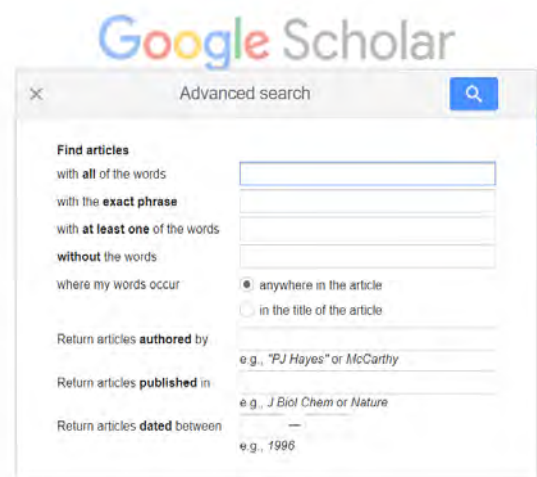 Google Scholar
Advanced search
Find articles
with all of the words
with the exact phrase
with at least one of the words
without the words
where my words occur
anywhere in the article
in the title of the article
Return articles authored by
e.g., "PJ Hayes" or McCarthy
Return articles published in
e.g., J Biol Chem or Nature
Return articles dated between
—
e.g., 1996